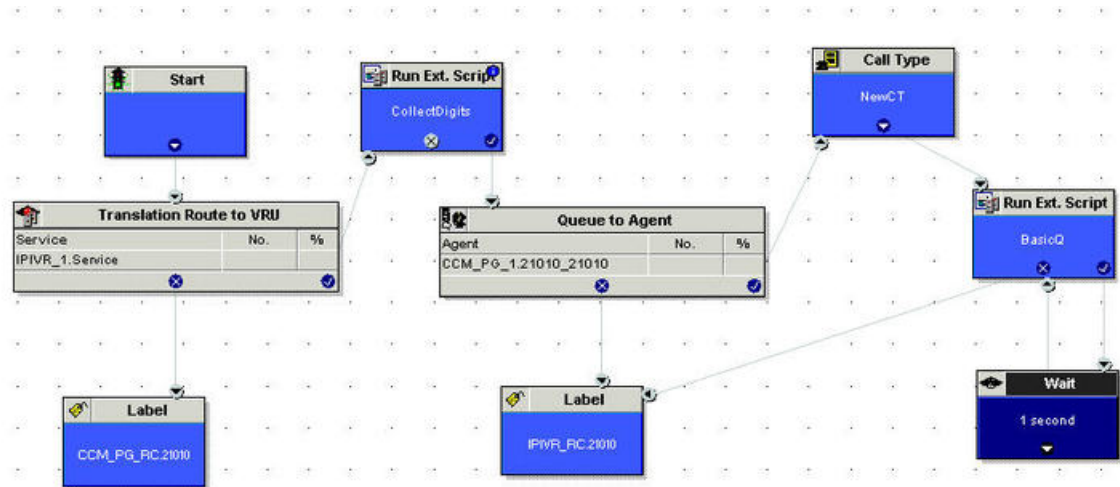 Start
Translation Route to VRU
Service No. %
IPIVR_1.Service
Label
CCM_PG_RC.21010
Run Ext. Script
CollectDigits
Queue to Agent
Agent No. %
CCM_PG_1.21010_21010
Label
IPIVR_RC.21010
Call Type
NewCT
Run Ext. Script
BasicQ
Wait
1 second